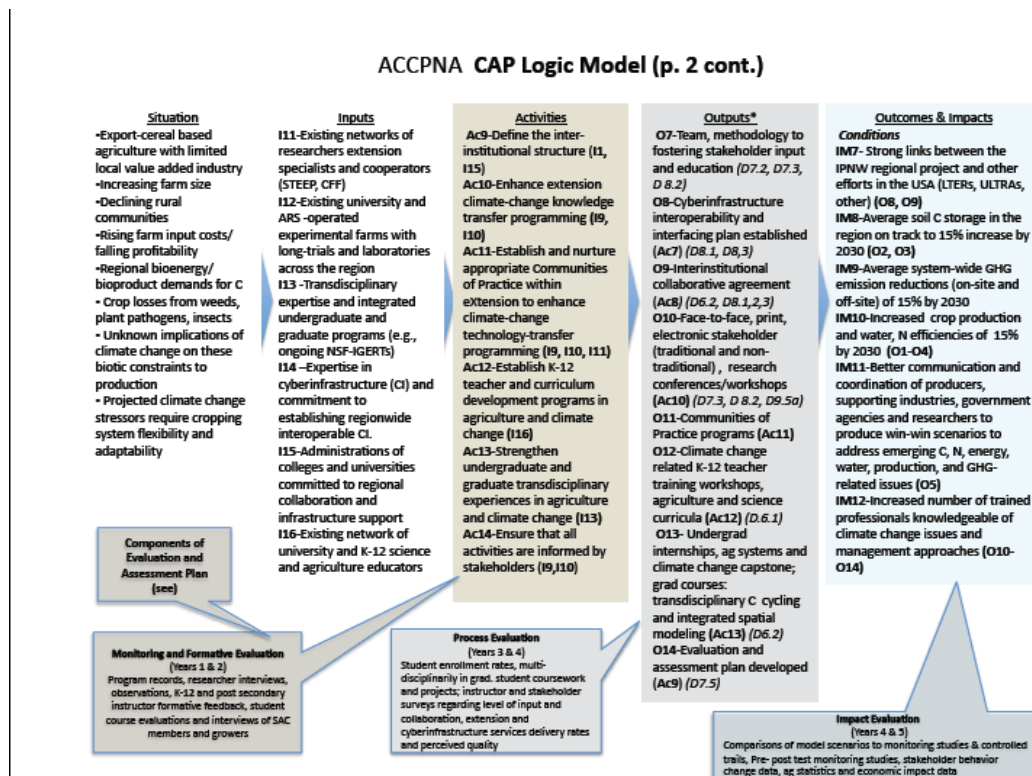 ACCPNA CAP Logic Model (p. 2 cont.)
Situation
•Export-cereal based
agriculture with limited
local value added industry
•Increasing farm size
•Declining rural
communities
•Rising farm input costs/
falling profitability
•Regional bioenergy/
bioproduct demands for C
• Crop losses from weeds,
plant pathogens, insects
• Unknown implications of
climate change on these
biotic constraints to
production
• Projected climate change
stressors require cropping
system flexibility and
adaptability
Inputs
I11-Existing networks of
researchers extension
specialists and cooperators
(STEEP, CFF)
I12-Existing university and
ARS -operated
experimental farms with
long-trials and laboratories
across the region
I13 -Transdisciplinary
expertise and integrated
undergraduate and
graduate programs (e.g.,
ongoing NSF-IGERTs)
I14 –Expertise in
cyberinfrastructure (CI) and
commitment to
establishing regionwide
interoperable CI.
I15-Administrations of
colleges and universities
committed to regional
collaboration and
infrastructure support
I16-Existing network of
university and K-12 science
and agriculture educators
Activities
Ac9-Define the inter-
institutional structure (I1,
I15)
Ac10-Enhance extension
climate-change knowledge
transfer programming (I9,
I10)
Ac11-Establish and nurture
appropriate Communities
of Practice within
eXtension to enhance
climate-change
technology-transfer
programming (I9, I10, I11)
Ac12-Establish K-12
teacher and curriculum
development programs in
agriculture and climate
change (I16)
Ac13-Strengthen
undergraduate and
graduate transdisciplinary
experiences in agriculture
and climate change (I13)
Ac14-Ensure that all
activities are informed by
stakeholders (I9,I10)
Outputs*
O7-Team, methodology to
fostering stakeholder input
and education (D7.2, D7.3,
D 8.2)
O8-Cyberinfrastructure
interoperability and
interfacing plan established
(Ac7) (D8.1, D8,3)
O9-Interinstitutional
collaborative agreement
(Ac8) (D6.2, D8.1,2,3)
O10-Face-to-face, print,
electronic stakeholder
(traditional and non-
traditional) , research
conferences/workshops
(Ac10) (D7.3, D 8.2, D9.5a)
O11-Communities of
Practice programs (Ac11)
O12-Climate change
related K-12 teacher
training workshops,
agriculture and science
curricula (Ac12) (D.6.1)
O13- Undergrad
internships, ag systems and
climate change capstone;
grad courses:
transdisciplinary C cycling
and integrated spatial
modeling (Ac13) (D6.2)
O14-Evaluation and
assessment plan developed
(Ac9) (D7.5)
Outcomes & Impacts
Conditions
IM7- Strong links between the
IPNW regional project and other
efforts in the USA (LTERs, ULTRAs,
other) (O8, O9)
IM8-Average soil C storage in the
region on track to 15% increase by
2030 (O2, O3)
IM9-Average system-wide GHG
emission reductions (on-site and
off-site) of 15% by 2030
IM10-Increased crop production
and water, N efficiencies of 15%
by 2030 (O1-O4)
IM11-Better communication and
coordination of producers,
supporting industries, government
agencies and researchers to
produce win-win scenarios to
address emerging C, N, energy,
water, production, and GHG-
related issues (O5)
IM12-Increased number of trained
professionals knowledgeable of
climate change issues and
management approaches (O10-
O14)
Components of
Evaluation and
Assessment Plan
(see)
Monitoring and Formative Evaluation
(Years 1 & 2)
Program records, researcher interviews,
observations, K-12 and post secondary
instructor formative feedback, student
course evaluations and interviews of SAC
members and growers
Process Evaluation
(Years 3 & 4)
Student enrollment rates, multi-
disciplinarily in grad. student coursework
and projects; instructor and stakeholder
surveys regarding level of input and
collaboration, extension and
cyberinfrastructure services delivery rates
and perceived quality
Impact Evaluation
(Years 4 & 5)
Comparisons of model scenarios to monitoring studies & controlled
trails, Pre- post test monitoring studies, stakeholder behavior
change data, ag statistics and economic impact data